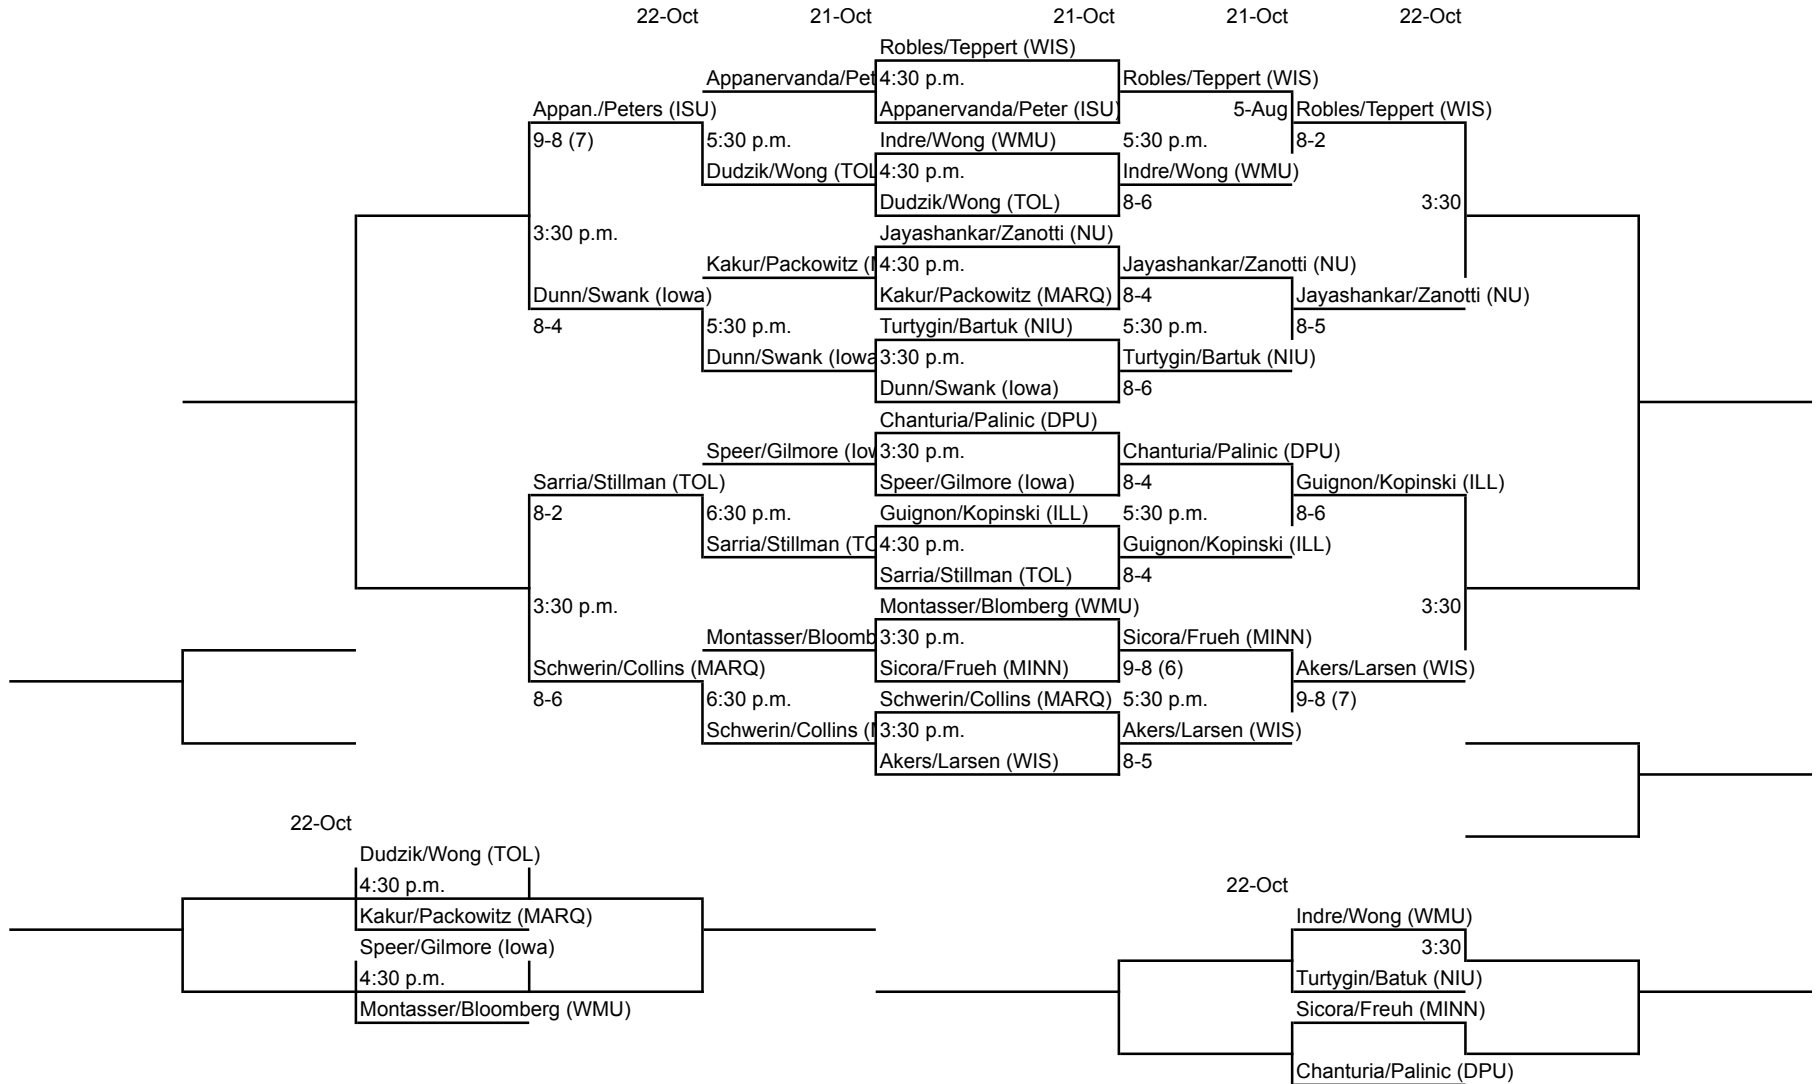 22-Oct 21-Oct 21-Oct 21-Oct 22-Oct
Robles/Teppert (WIS)
Appanervanda/Pet 4:30 p.m. Robles/Teppert (WIS)
Appan./Peters (ISU) Appanervanda/Peter (ISU) 5-Aug Robles/Teppert (WIS)
9-8 (7) 5:30 p.m. Indre/Wong (WMU) 5:30 p.m. 8-2
Dudzik/Wong (TOL 4:30 p.m. Indre/Wong (WMU)
Dudzik/Wong (TOL) 8-6 3:30
3:30 p.m. Jayashankar/Zanotti (NU)
Kakur/Packowitz ( 4:30 p.m. Jayashankar/Zanotti (NU)
Dunn/Swank (Iowa) Kakur/Packowitz (MARQ) 8-4 Jayashankar/Zanotti (NU)
8-4 5:30 p.m. Turtygin/Bartuk (NIU) 5:30 p.m. 8-5
Dunn/Swank (Iowa 3:30 p.m. Turtygin/Bartuk (NIU)
Dunn/Swank (Iowa) 8-6
Chanturia/Palinic (DPU)
Speer/Gilmore (Iow 3:30 p.m. Chanturia/Palinic (DPU)
Sarria/Stillman (TOL) Speer/Gilmore (Iowa) 8-4 Guignon/Kopinski (ILL)
8-2 6:30 p.m. Guignon/Kopinski (ILL) 5:30 p.m. 8-6
Sarria/Stillman (TO 4:30 p.m. Guignon/Kopinski (ILL)
Sarria/Stillman (TOL) 8-4
3:30 p.m. Montasser/Blomberg (WMU) 3:30
Montasser/Bloomb 3:30 p.m. Sicora/Frueh (MINN)
Schwerin/Collins (MARQ) Sicora/Frueh (MINN) 9-8 (6) Akers/Larsen (WIS)
8-6 6:30 p.m. Schwerin/Collins (MARQ) 5:30 p.m. 9-8 (7)
Schwerin/Collins ( 3:30 p.m. Akers/Larsen (WIS)
Akers/Larsen (WIS) 8-5
22-Oct
Dudzik/Wong (TOL)
4:30 p.m. 22-Oct
Kakur/Packowitz (MARQ) Indre/Wong (WMU)
Speer/Gilmore (Iowa) 3:30
4:30 p.m. Turtygin/Batuk (NIU)
Montasser/Bloomberg (WMU) Sicora/Freuh (MINN)
Chanturia/Palinic (DPU)